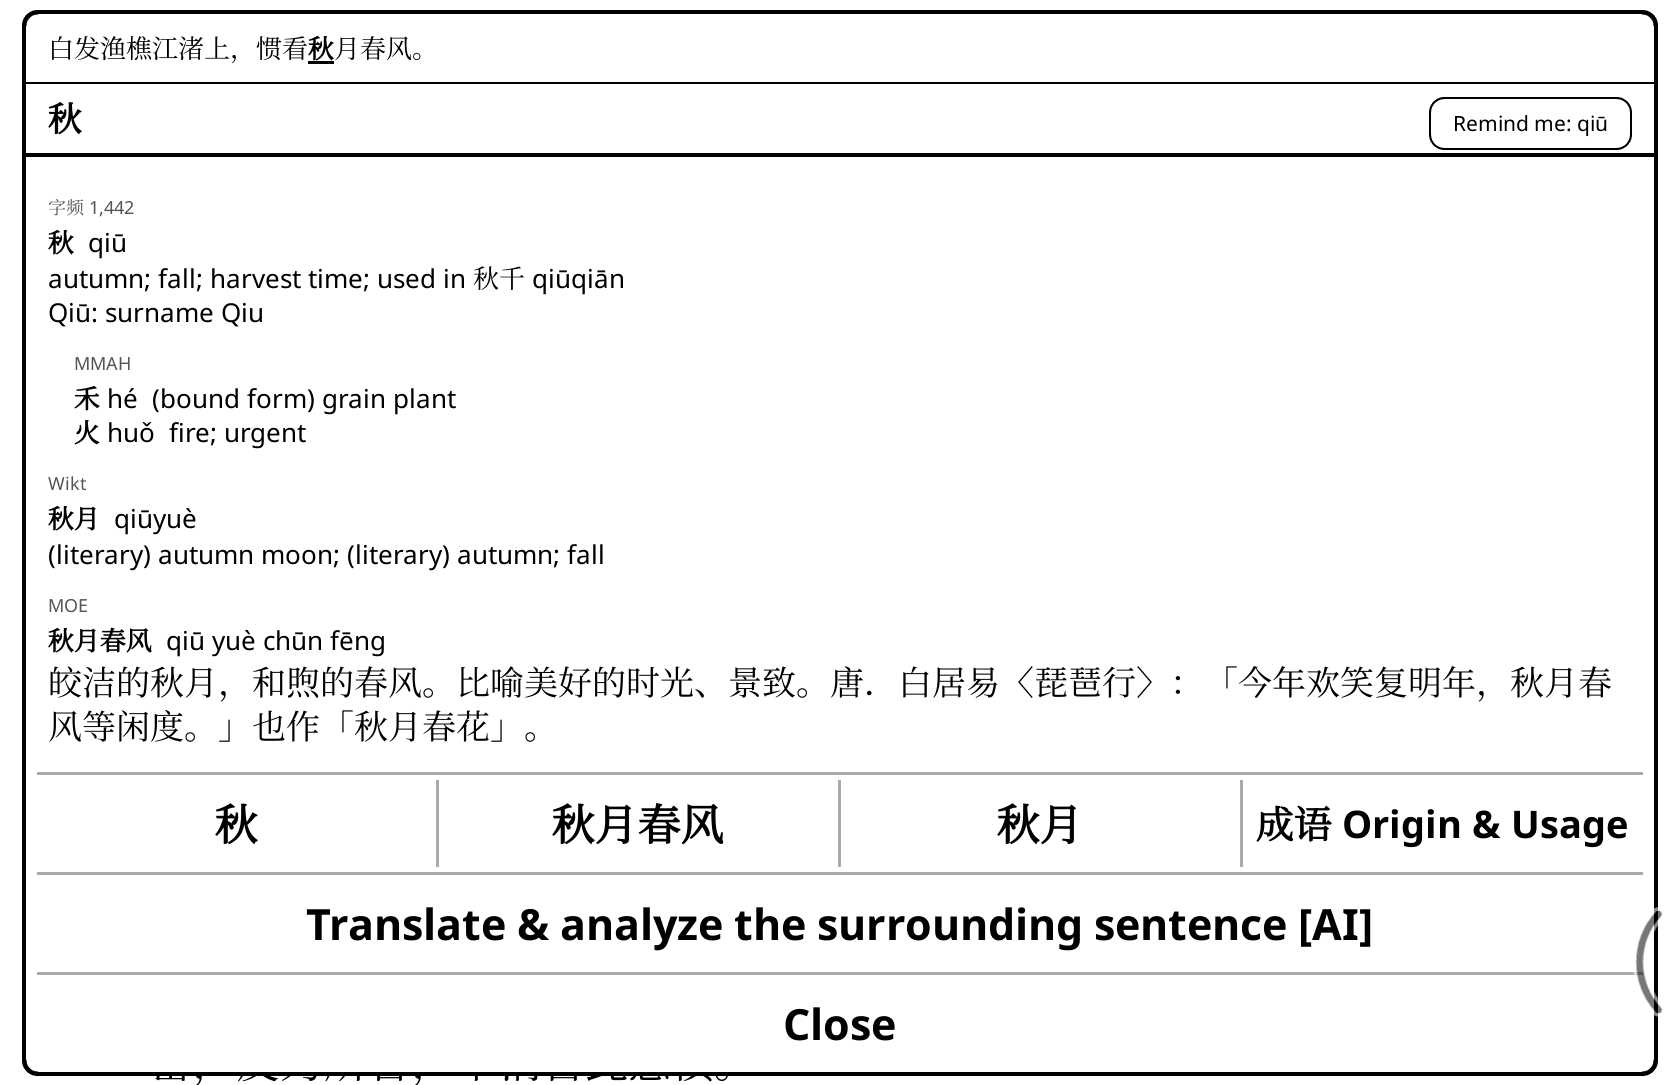 白发渔樵江渚上，惯看秋月春风。
秋
Remind me: qiū
字频 1,442
秋 qiū
autumn; fall; harvest time; used in 秋千 qiūqiān
Qiū: surname Qiu
MMAH
禾 hé (bound form) grain plant
火 huǒ fire; urgent
Wikt
秋月 qiūyuè
(literary) autumn moon; (literary) autumn; fall
MOE
秋月春风 qiū yuè chūn fēng
皎洁的秋月，和煦的春风。比喻美好的时光、景致。唐．白居易〈琵琶行〉：「今年欢笑复明年，秋月春
风等闲度。」也作「秋月春花」。
秋
秋月春风
秋月
成语 Origin & Usage
Translate & analyze the surrounding sentence [AI]
Close